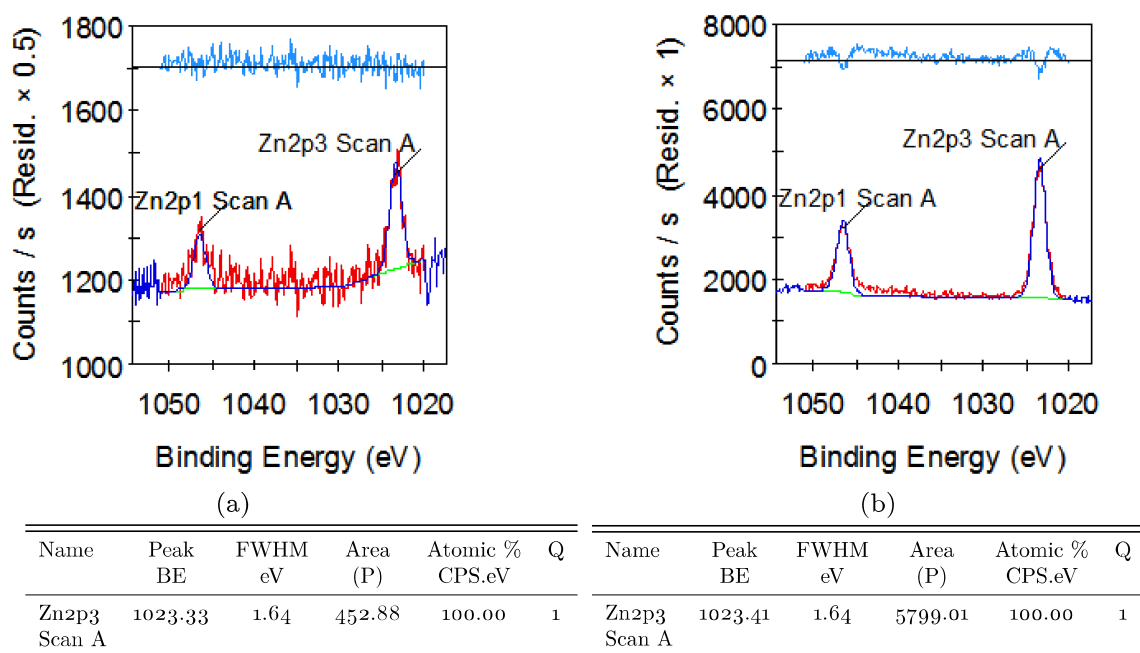 Counts / s (Resid. × 0.5)
1800
1600
1400
1200
1000
Zn2p3 Scan A
Zn2p1 Scan A
1050 1040 1030 1020
Binding Energy (eV)
(a)
Counts / s (Resid. × 1)
8000
6000
4000
2000
0
Zn2p3 Scan A
Zn2p1 Scan A
1050 1040 1030 1020
Binding Energy (eV)
(b)
Name Peak FWHM Area Atomic % Q
BE eV (P) CPS.eV
Zn2p3 1023.33 1.64 452.88 100.00 1
Scan A
Name Peak FWHM Area Atomic % Q
BE eV (P) CPS.eV
Zn2p3 1023.41 1.64 5799.01 100.00 1
Scan A